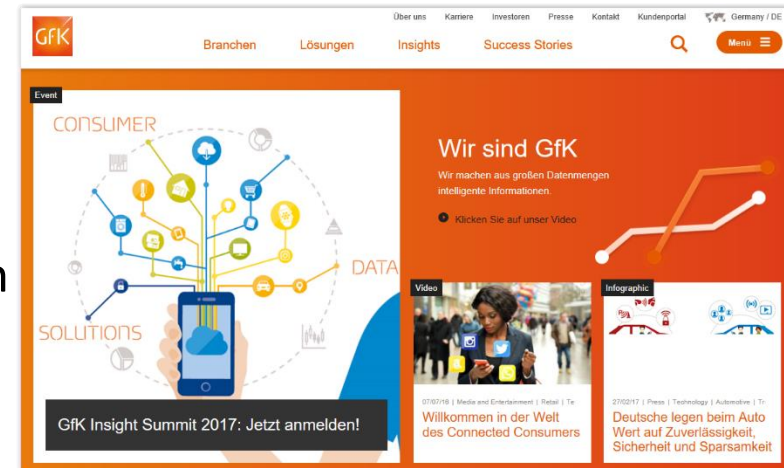 Über uns Karriere Investoren Presse Kontakt Kundenportal Germany / DE
GfK
Branchen Lösungen Insights Success Stories
Menü
Event
CONSUMER
DATA
SOLUTIONS
GfK Insight Summit 2017: Jetzt anmelden!
Wir sind GfK
Wir machen aus großen Datenmengen
intelligente Informationen.
Klicken Sie auf unser Video
Video
07/07/16 | Media and Entertainment | Retail | Te
Willkommen in der Welt
des Connected Consumers
Infographic
27/02/17 | Press | Technology | Automotive | Tr
Deutsche legen beim Auto
Wert auf Zuverlässigkeit,
Sicherheit und Sparsamkeit
n